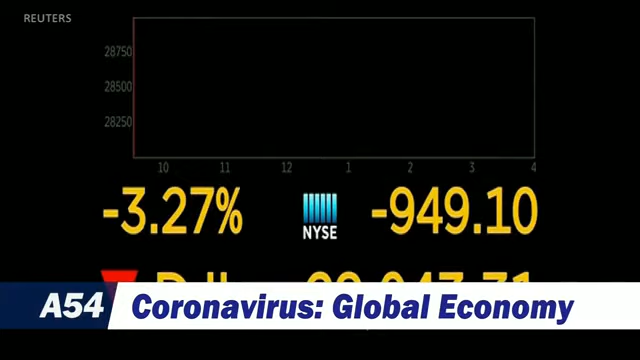 REUTERS
28750
28500
28250
10 11 12 1 2 3 4
-3.27% NYSE -949.10
A54 Coronavirus: Global Economy